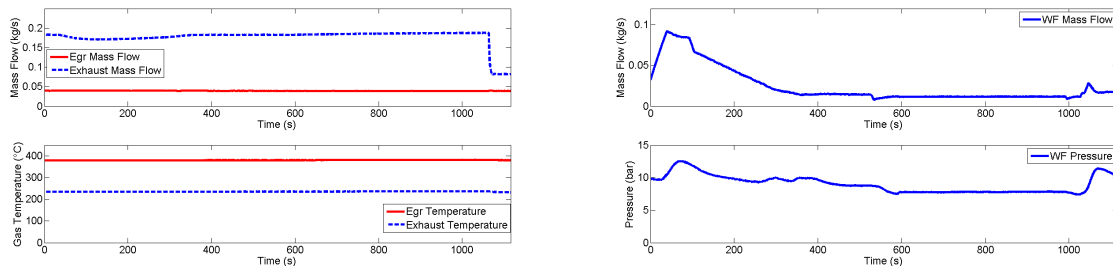 Mass Flow (kg/s)
0.2
0.15
0.1
0.05
0
Egr Mass Flow
Exhaust Mass Flow
0 200 400 600 800 1000
Time (s)
Gas Temperature (°C)
400
300
200
100
0
Egr Temperature
Exhaust Temperature
0 200 400 600 800 1000
Time (s)
Mass Flow (kg/s)
0.1
0.05
0
WF Mass Flow
0 200 400 600 800 1000
Time (s)
Pressure (bar)
15
10
5
0
WF Pressure
0 200 400 600 800 1000
Time (s)